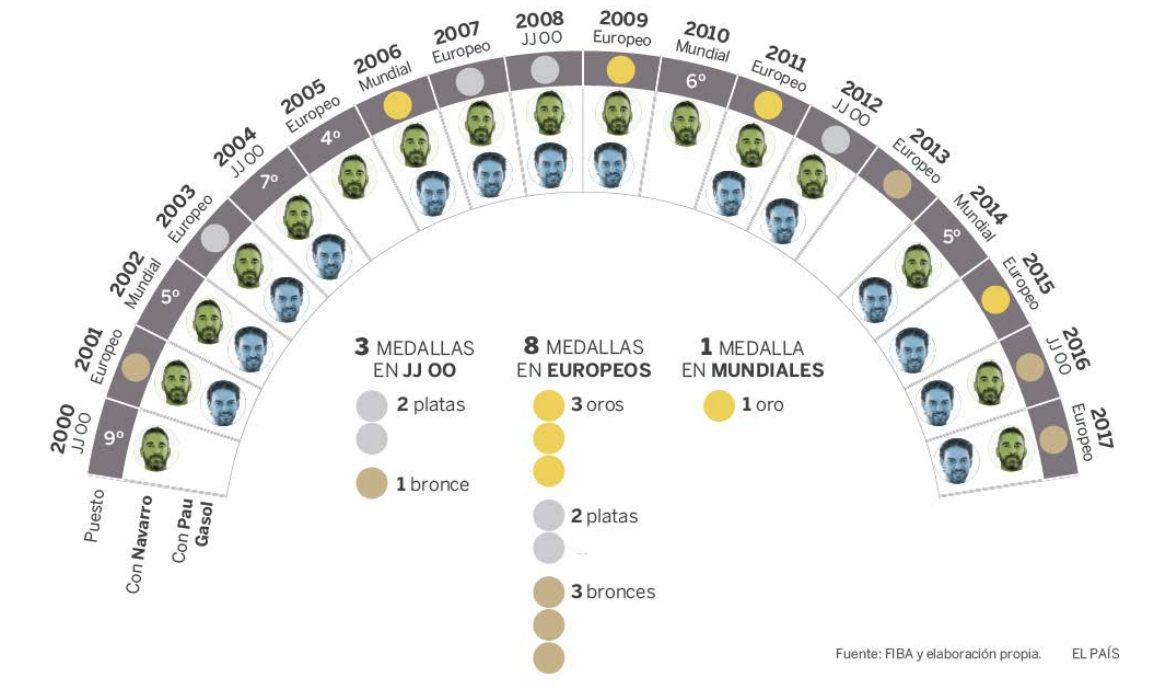 2000
JJ OO
9º
2001
Europeo
2002
Mundial
5º
2003
Europeo
2004
JJ OO
7º
2005
Europeo
4º
2006
Mundial
2007
Europeo
2008
JJ OO
2009
Europeo
2010
Mundial
6º
2011
Europeo
2012
JJ OO
2013
Europeo
2014
Mundial
5º
2015
Europeo
2016
JJ OO
2017
Europeo
Puesto
Con Navarro
Con Pau
Gasol
3 MEDALLAS
EN JJ OO
2 platas
1 bronce
8 MEDALLAS
EN EUROPEOS
3 oros
2 platas
3 bronces
1 MEDALLA
EN MUNDIALES
1 oro
Fuente: FIBA y elaboración propia.
EL PAÍS